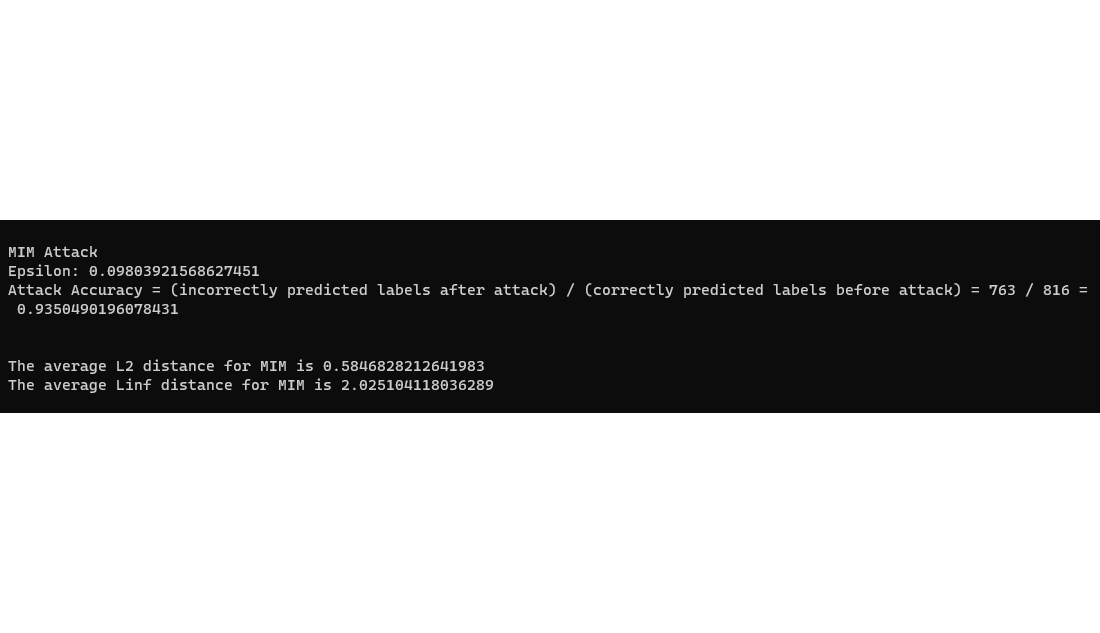 MIM Attack
Epsilon: 0.09803921568627451
Attack Accuracy = (incorrectly predicted labels after attack) / (correctly predicted labels before attack) = 763 / 816 =
0.9350490196078431
The average L2 distance for MIM is 0.5846828212641983
The average Linf distance for MIM is 2.025104118036289